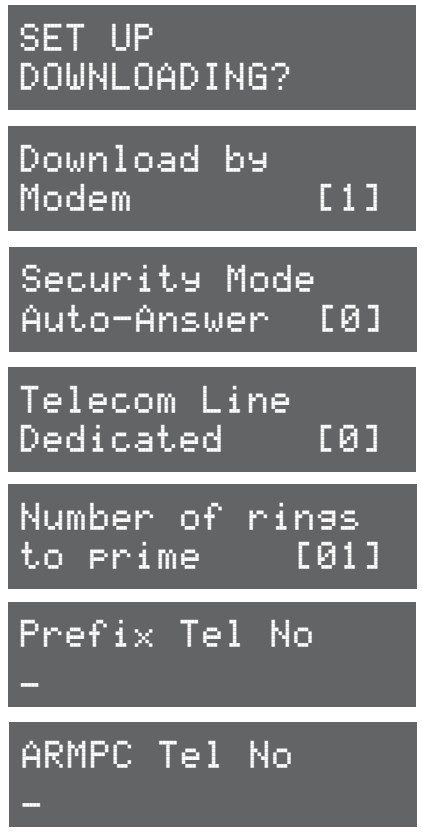 SET UP
DOWNLOADING?
Download by
Modem [1]
Security Mode
Auto-Answer [0]
Telecom Line
Dedicated [0]
Number of rings
to prime [01]
Prefix Tel No
_
ARMPC Tel No
_